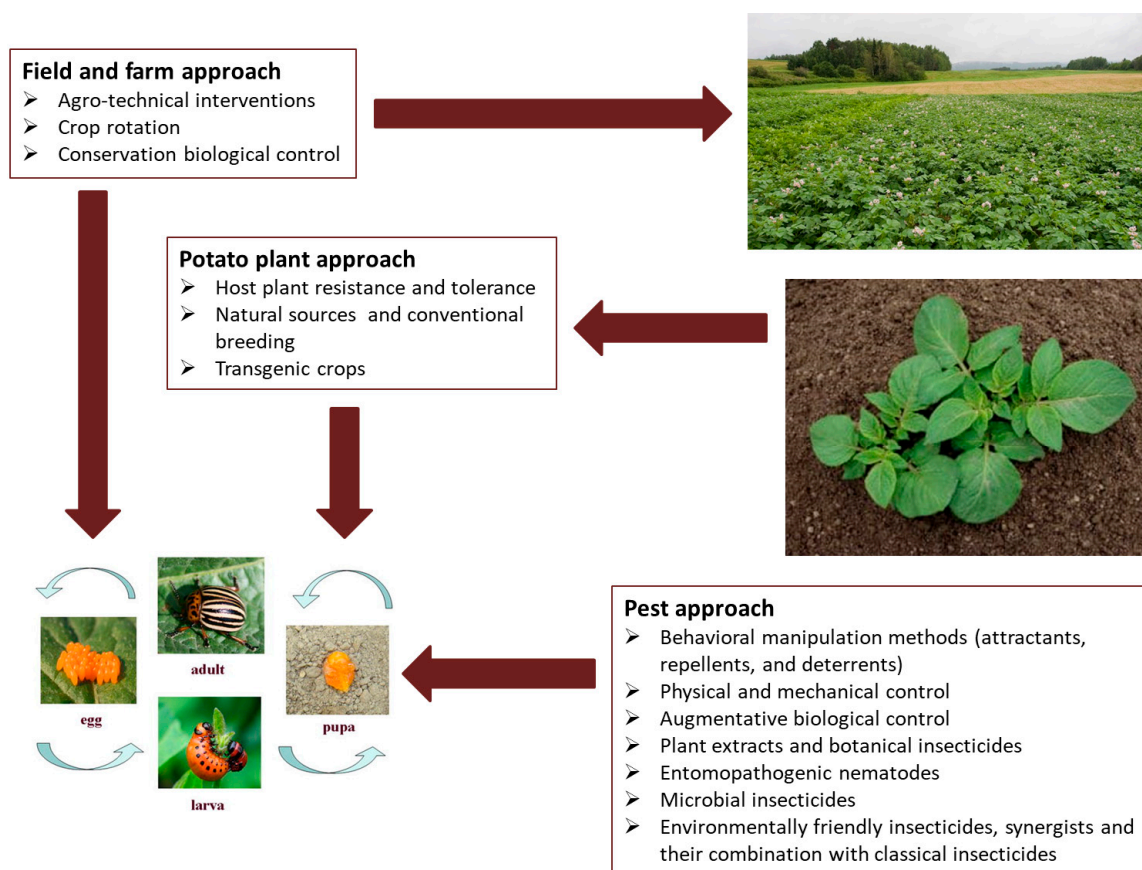 Field and farm approach
➢ Agro-technical interventions
➢ Crop rotation
➢ Conservation biological control
Potato plant approach
➢ Host plant resistance and tolerance
➢ Natural sources and conventional
breeding
➢ Transgenic crops
adult
egg
pupa
larva
Pest approach
➢ Behavioral manipulation methods (attractants,
repellents, and deterrents)
➢ Physical and mechanical control
➢ Augmentative biological control
➢ Plant extracts and botanical insecticides
➢ Entomopathogenic nematodes
➢ Microbial insecticides
➢ Environmentally friendly insecticides, synergists and
their combination with classical insecticides